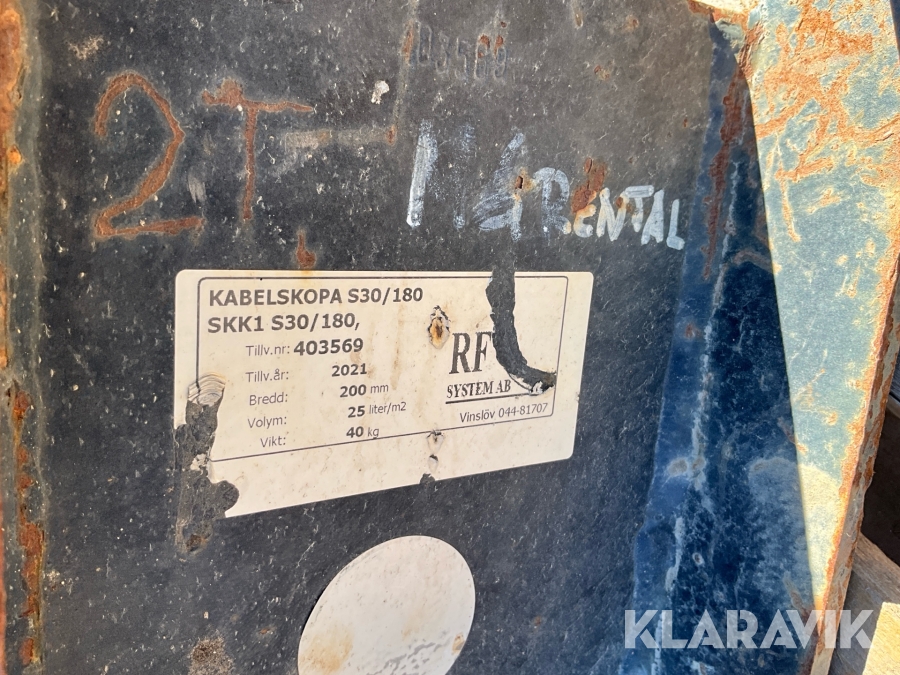 2T
RENTAL
KABELSKOPA S30/180
SKK1 S30/180,
Tillv.nr: 403569
Tillv.år: 2021
Bredd: 200 mm
Volym: 25 liter/m2
Vikt: 40 kg
RF
SYSTEM AB
Vinslöv 044-81707
KLARAVIK